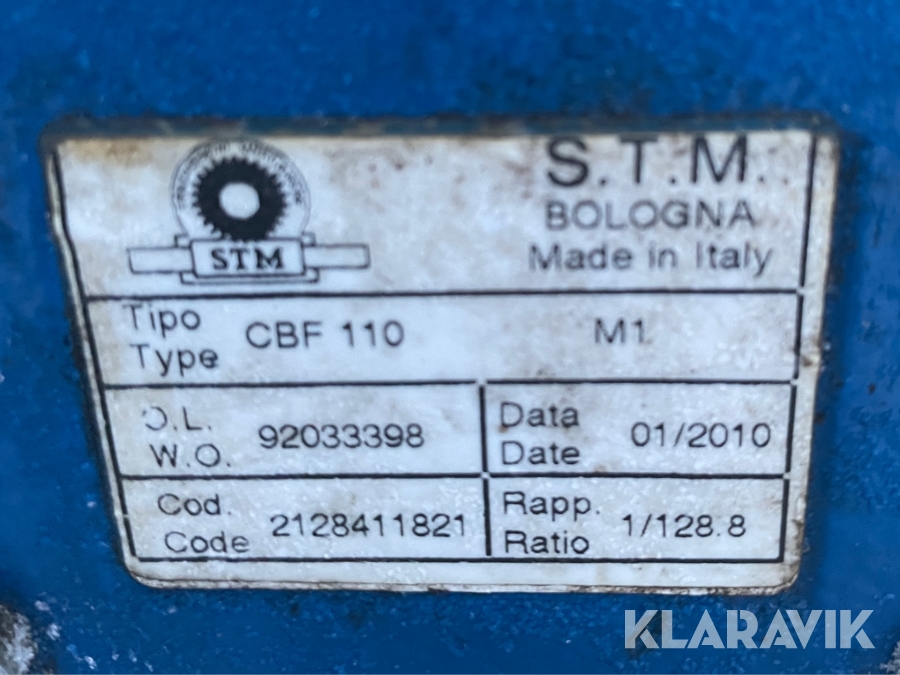 S.T.M.
BOLOGNA
Made in Italy
STM
Tipo
Type
CBF 110
M1
O.L.
W.O.
92033398
Data
Date
01/2010
Cod.
Code
2128411821
Rapp.
Ratio
1/128.8
KLARAVIK